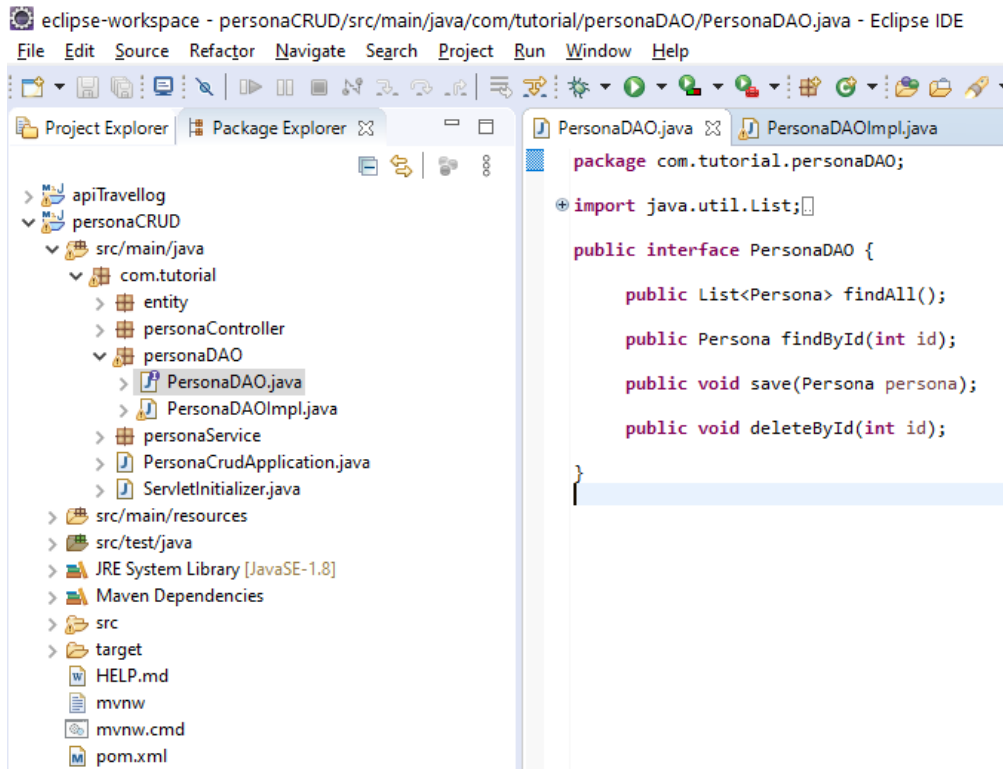 eclipse-workspace - personaCRUD/src/main/java/com/tutorial/personaDAO/PersonaDAO.java - Eclipse IDE
File Edit Source Refactor Navigate Search Project Run Window Help
Project Explorer Package Explorer
apiTravellog
personaCRUD
src/main/java
com.tutorial
entity
personaController
personaDAO
PersonaDAO.java
PersonaDAOImpl.java
personaService
PersonaCrudApplication.java
ServletInitializer.java
src/main/resources
src/test/java
JRE System Library [JavaSE-1.8]
Maven Dependencies
src
target
HELP.md
mvnw
mvnw.cmd
pom.xml
PersonaDAO.java PersonaDAOImpl.java
package com.tutorial.personaDAO;
import java.util.List;
public interface PersonaDAO {
public List<Persona> findAll();
public Persona findById(int id);
public void save(Persona persona);
public void deleteById(int id);
}